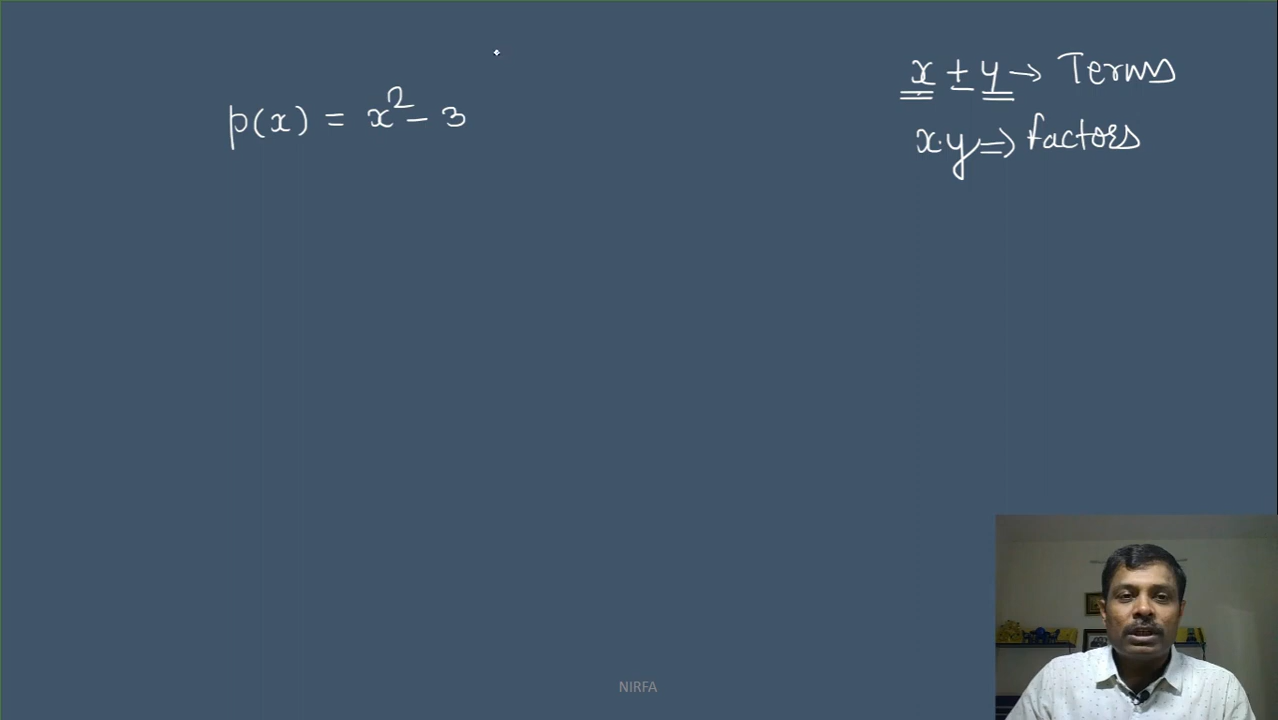 x ± y → Terms
p(x) = x² - 3
x·y ⇒ factors
NIRFA